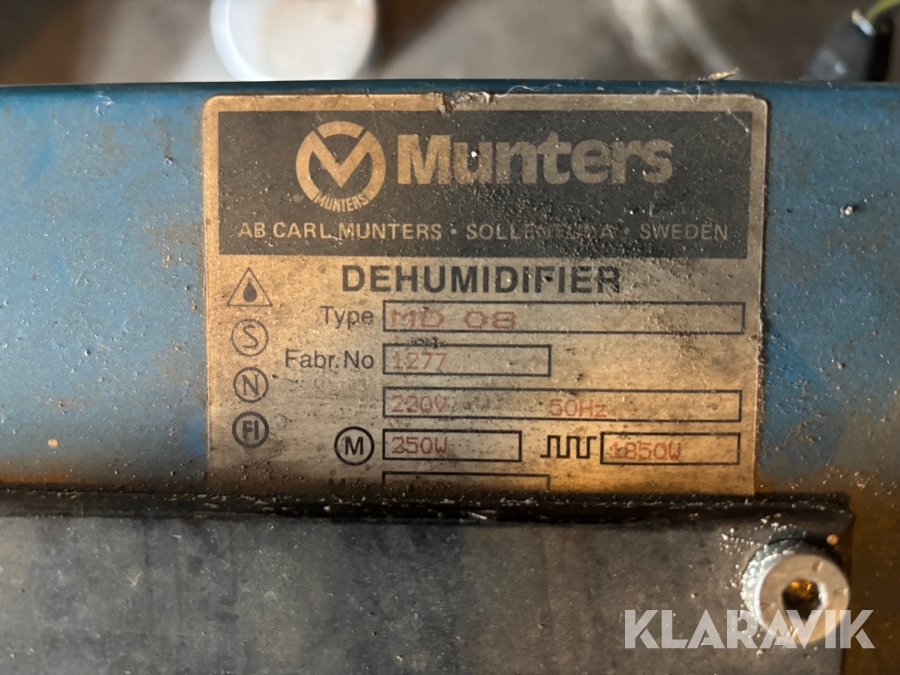 Munters
MUNTERS
AB CARL MUNTERS · SOLLENTUNA · SWEDEN
DEHUMIDIFIER
Type MD 08
S
Fabr. No 1277
N
220V 50Hz
FI
M 250W 1850W
KLARAVIK